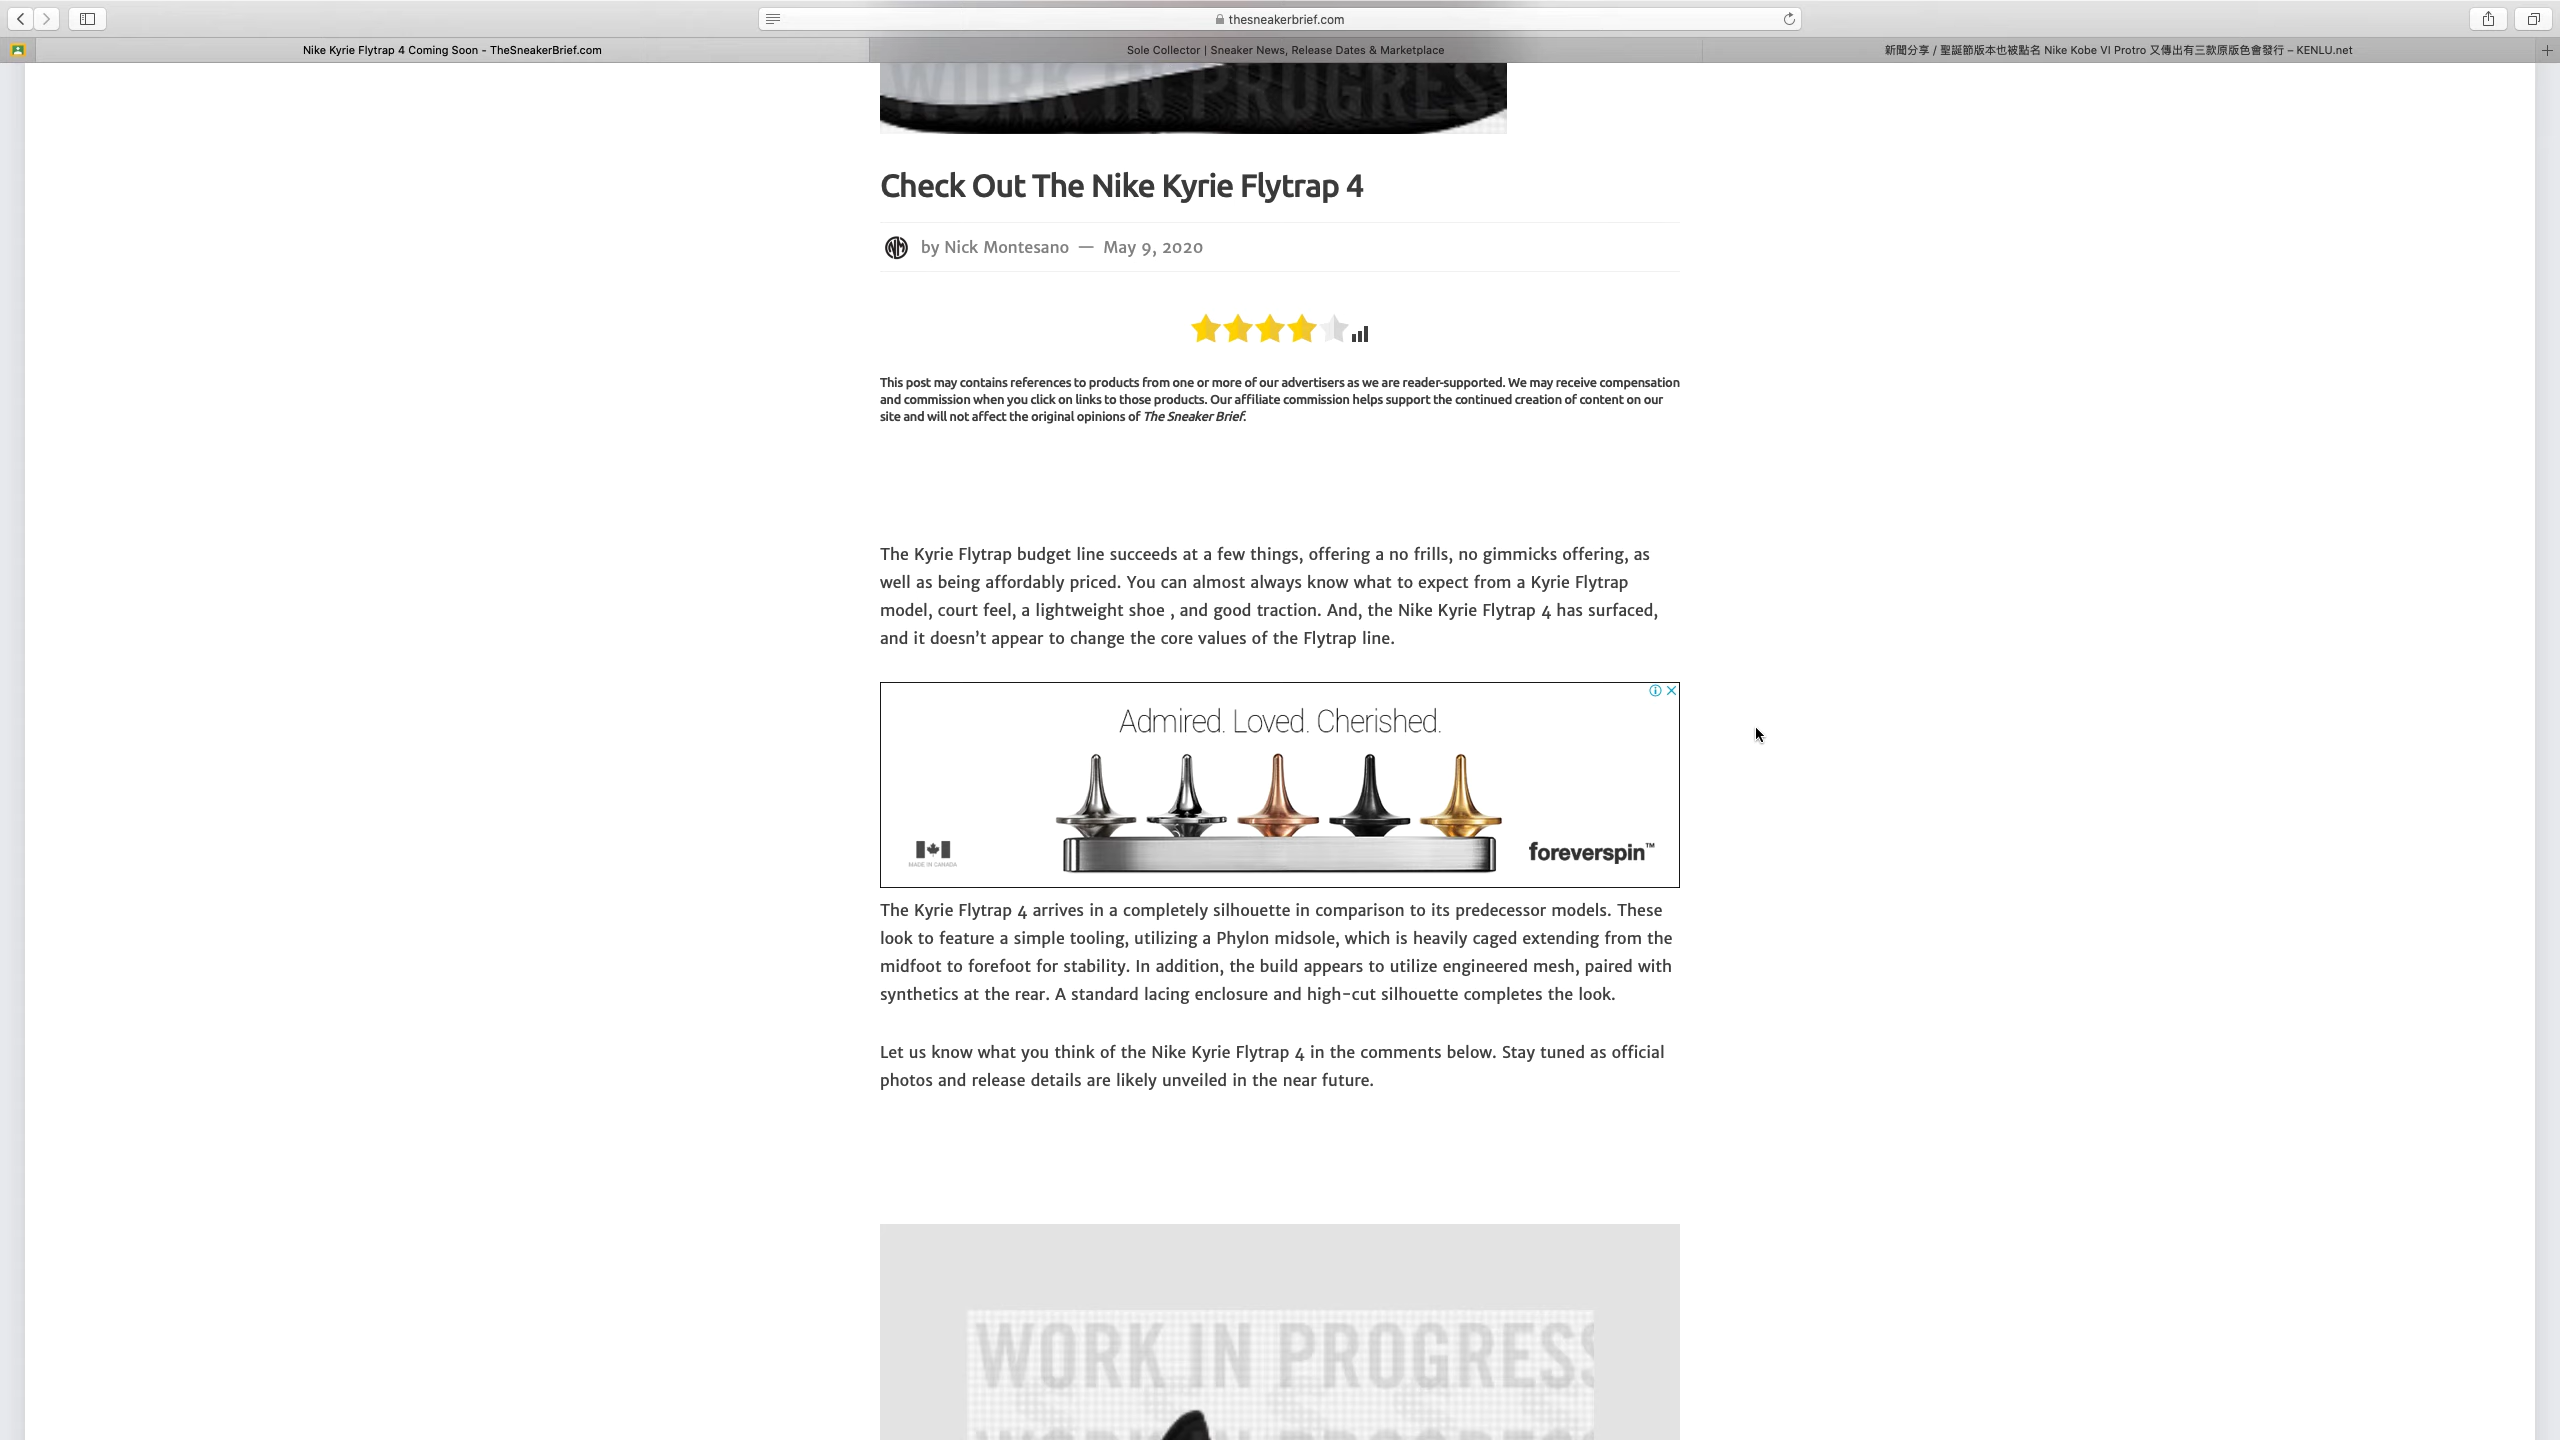 thesneakerbrief.com
Nike Kyrie Flytrap 4 Coming Soon - TheSneakerBrief.com
Sole Collector | Sneaker News, Release Dates & Marketplace
新聞分享 / 聖誕節版本也被點名 Nike Kobe VI Protro 又傳出有三款原版色會發行 – KENLU.net
WORK IN PROGRESS
Check Out The Nike Kyrie Flytrap 4
by Nick Montesano — May 9, 2020
This post may contains references to products from one or more of our advertisers as we are reader-supported. We may receive compensation
and commission when you click on links to those products. Our affiliate commission helps support the continued creation of content on our
site and will not affect the original opinions of The Sneaker Brief.
The Kyrie Flytrap budget line succeeds at a few things, offering a no frills, no gimmicks offering, as
well as being affordably priced. You can almost always know what to expect from a Kyrie Flytrap
model, court feel, a lightweight shoe , and good traction. And, the Nike Kyrie Flytrap 4 has surfaced,
and it doesn’t appear to change the core values of the Flytrap line.
Admired. Loved. Cherished.
MADE IN CANADA
foreverspin™
The Kyrie Flytrap 4 arrives in a completely silhouette in comparison to its predecessor models. These
look to feature a simple tooling, utilizing a Phylon midsole, which is heavily caged extending from the
midfoot to forefoot for stability. In addition, the build appears to utilize engineered mesh, paired with
synthetics at the rear. A standard lacing enclosure and high-cut silhouette completes the look.
Let us know what you think of the Nike Kyrie Flytrap 4 in the comments below. Stay tuned as official
photos and release details are likely unveiled in the near future.
WORK IN PROGRESS